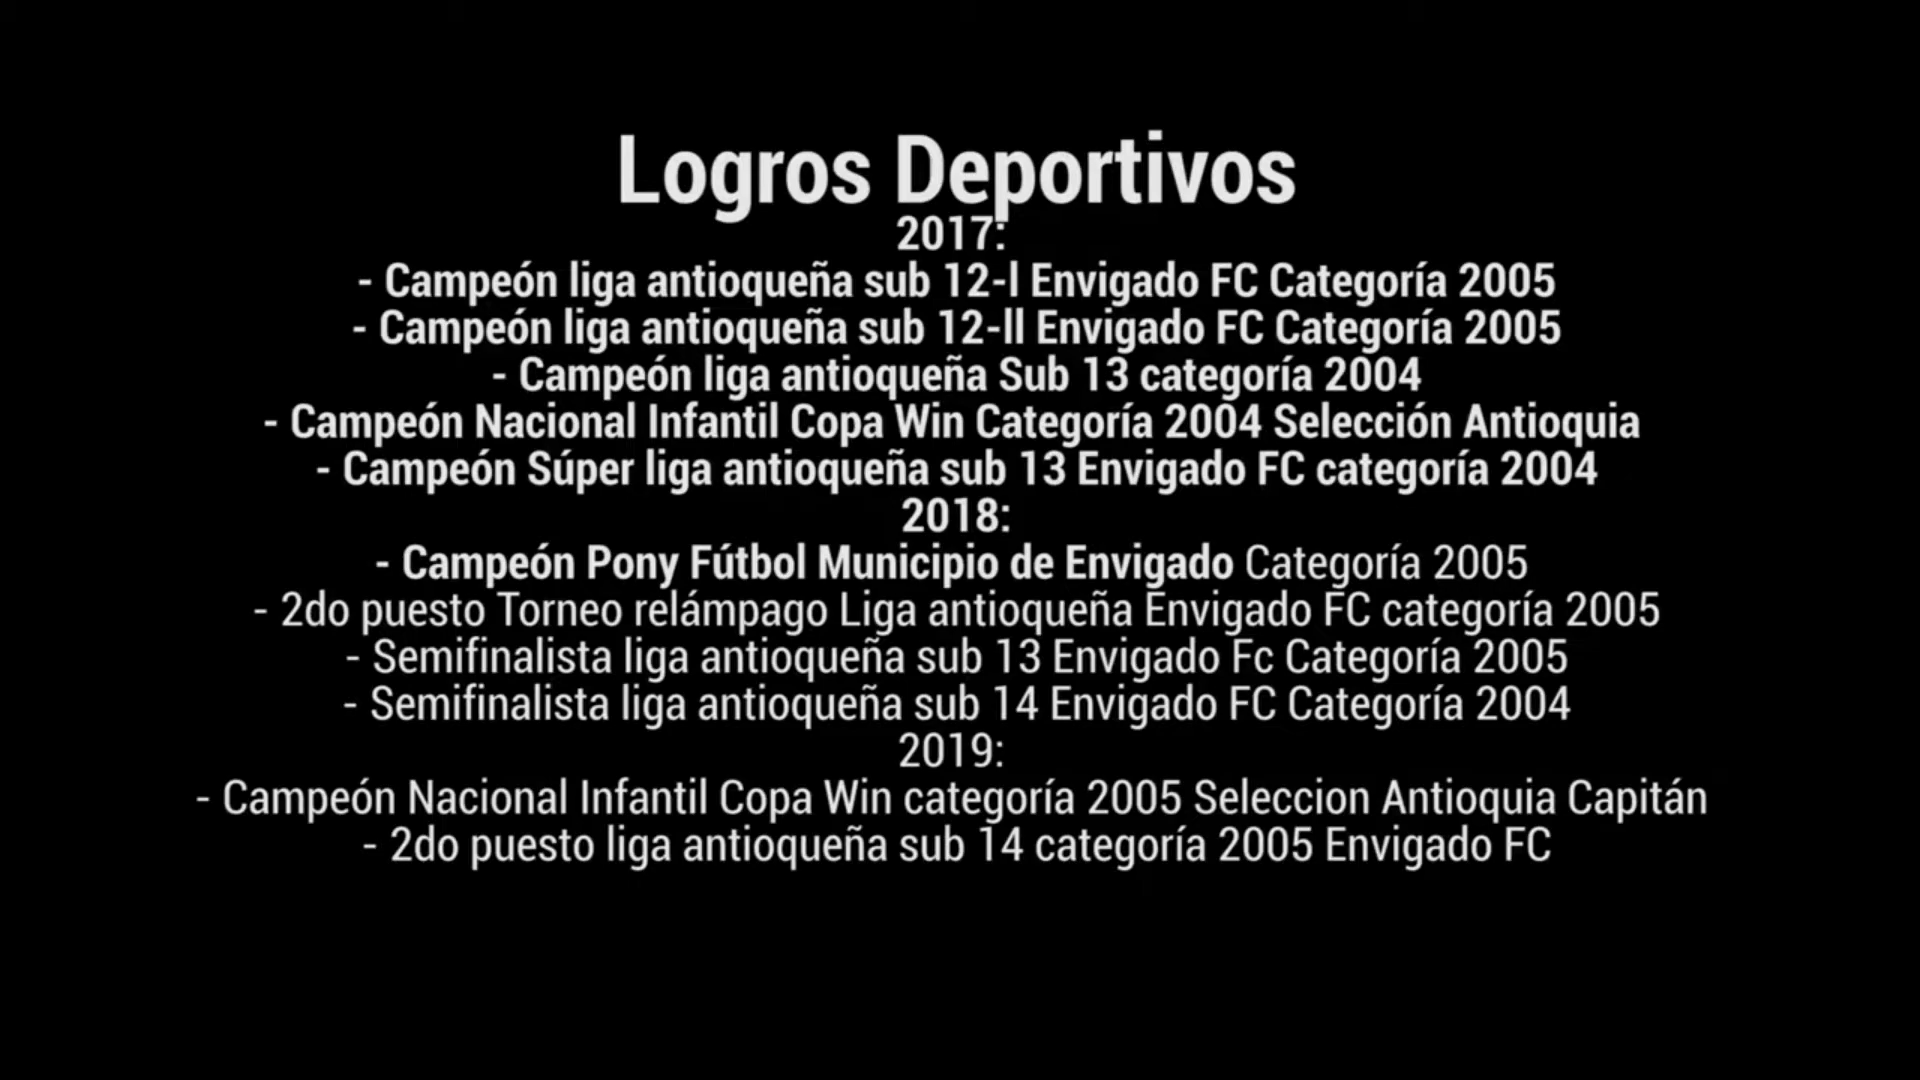 Logros Deportivos
2017:
- Campeón liga antioqueña sub 12-l Envigado FC Categoría 2005
- Campeón liga antioqueña sub 12-ll Envigado FC Categoría 2005
- Campeón liga antioqueña Sub 13 categoría 2004
- Campeón Nacional Infantil Copa Win Categoría 2004 Selección Antioquia
- Campeón Súper liga antioqueña sub 13 Envigado FC categoría 2004
2018:
- Campeón Pony Fútbol Municipio de Envigado Categoría 2005
- 2do puesto Torneo relámpago Liga antioqueña Envigado FC categoría 2005
- Semifinalista liga antioqueña sub 13 Envigado Fc Categoría 2005
- Semifinalista liga antioqueña sub 14 Envigado FC Categoría 2004
2019:
- Campeón Nacional Infantil Copa Win categoría 2005 Seleccion Antioquia Capitán
- 2do puesto liga antioqueña sub 14 categoría 2005 Envigado FC